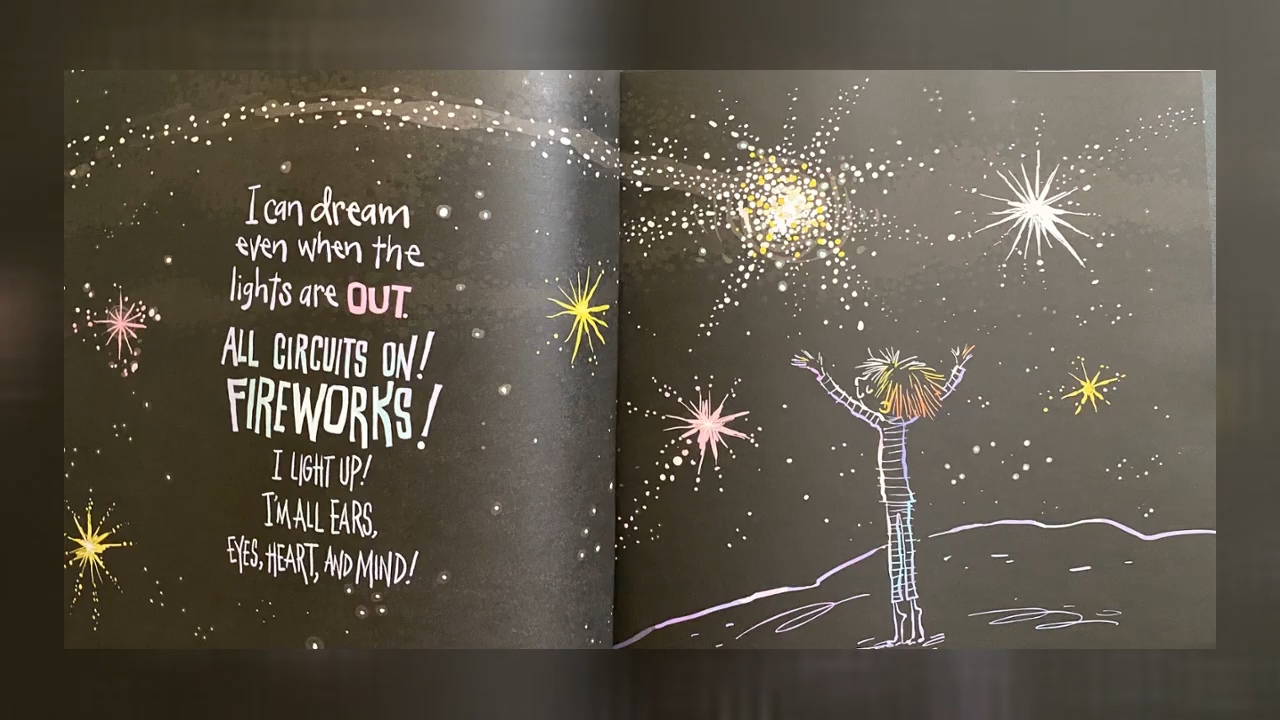 I can dream
even when the
lights are OUT.
ALL CIRCUITS ON!
FIREWORKS!
I LIGHT UP!
I'M ALL EARS,
EYES, HEART, AND MIND!